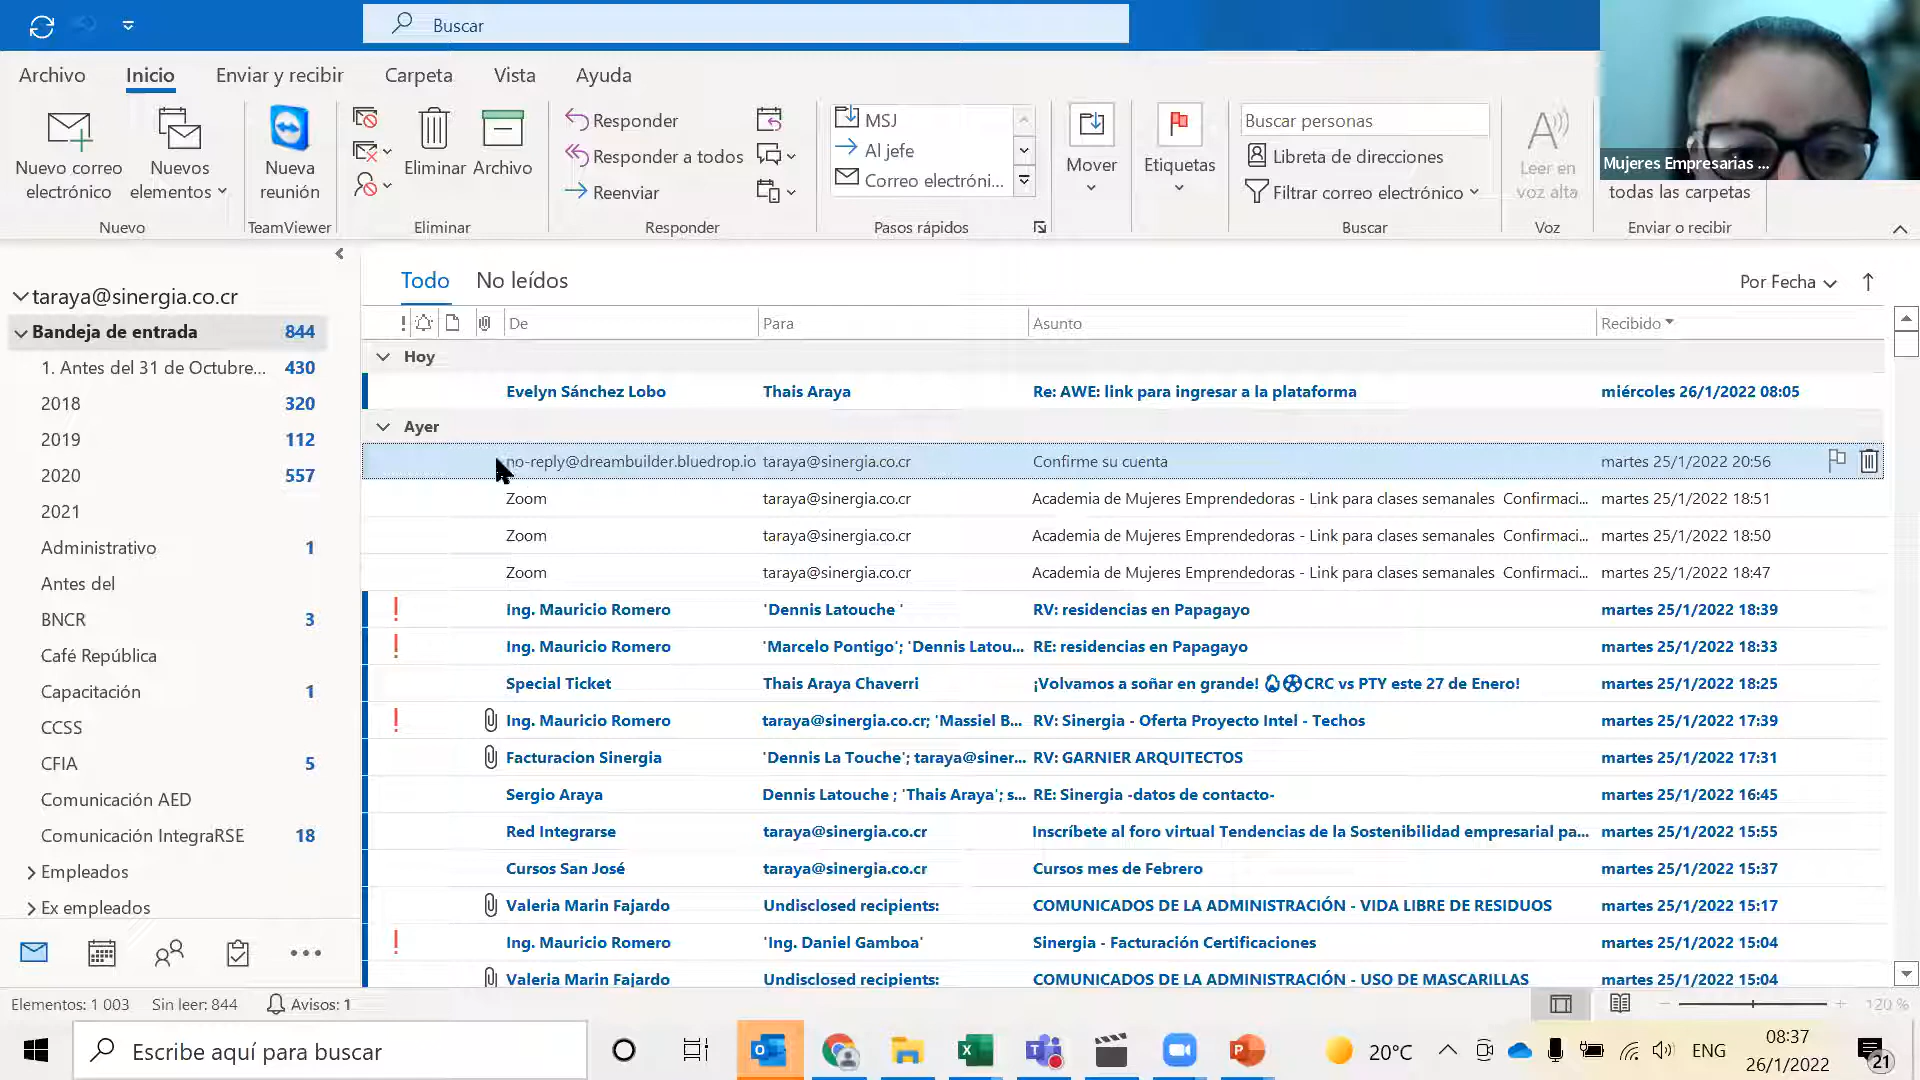 Buscar
Archivo Inicio Enviar y recibir Carpeta Vista Ayuda
Nuevo correo electrónico
Nuevos elementos
Nuevo
Nueva reunión
TeamViewer
Eliminar Archivo
Eliminar
Responder
Responder a todos
Reenviar
Responder
MSJ
Al jefe
Correo electróni...
Pasos rápidos
Mover
Etiquetas
Buscar personas
Libreta de direcciones
Filtrar correo electrónico
Buscar
Leer en voz alta
Voz
Mujeres Empresarias ...
todas las carpetas
Enviar o recibir
taraya@sinergia.co.cr
Bandeja de entrada 844
1. Antes del 31 de Octubre... 430
2018 320
2019 112
2020 557
2021
Administrativo 1
Antes del
BNCR 3
Café República
Capacitación 1
CCSS
CFIA 5
Comunicación AED
Comunicación IntegraRSE 18
Empleados
Ex empleados
Todo No leídos Por Fecha
! De Para Asunto Recibido
Hoy
Evelyn Sánchez Lobo Thais Araya Re: AWE: link para ingresar a la plataforma miércoles 26/1/2022 08:05
Ayer
no-reply@dreambuilder.bluedrop.io taraya@sinergia.co.cr Confirme su cuenta martes 25/1/2022 20:56
Zoom taraya@sinergia.co.cr Academia de Mujeres Emprendedoras - Link para clases semanales Confirmaci... martes 25/1/2022 18:51
Zoom taraya@sinergia.co.cr Academia de Mujeres Emprendedoras - Link para clases semanales Confirmaci... martes 25/1/2022 18:50
Zoom taraya@sinergia.co.cr Academia de Mujeres Emprendedoras - Link para clases semanales Confirmaci... martes 25/1/2022 18:47
Ing. Mauricio Romero 'Dennis Latouche ' RV: residencias en Papagayo martes 25/1/2022 18:39
Ing. Mauricio Romero 'Marcelo Pontigo'; 'Dennis Latou... RE: residencias en Papagayo martes 25/1/2022 18:33
Special Ticket Thais Araya Chaverri ¡Volvamos a soñar en grande! CRC vs PTY este 27 de Enero! martes 25/1/2022 18:25
Ing. Mauricio Romero taraya@sinergia.co.cr; 'Massiel B... RV: Sinergia - Oferta Proyecto Intel - Techos martes 25/1/2022 17:39
Facturacion Sinergia 'Dennis La Touche'; taraya@siner... RV: GARNIER ARQUITECTOS martes 25/1/2022 17:31
Sergio Araya Dennis Latouche ; 'Thais Araya'; s... RE: Sinergia -datos de contacto- martes 25/1/2022 16:45
Red Integrarse taraya@sinergia.co.cr Inscríbete al foro virtual Tendencias de la Sostenibilidad empresarial pa... martes 25/1/2022 15:55
Cursos San José taraya@sinergia.co.cr Cursos mes de Febrero martes 25/1/2022 15:37
Valeria Marin Fajardo Undisclosed recipients: COMUNICADOS DE LA ADMINISTRACIÓN - VIDA LIBRE DE RESIDUOS martes 25/1/2022 15:17
Ing. Mauricio Romero 'Ing. Daniel Gamboa' Sinergia - Facturación Certificaciones martes 25/1/2022 15:04
Valeria Marin Fajardo Undisclosed recipients: COMUNICADOS DE LA ADMINISTRACIÓN - USO DE MASCARILLAS martes 25/1/2022 15:04
Elementos: 1 003 Sin leer: 844 Avisos: 1 120 %
Escribe aquí para buscar 20°C ENG 08:37
26/1/2022
21